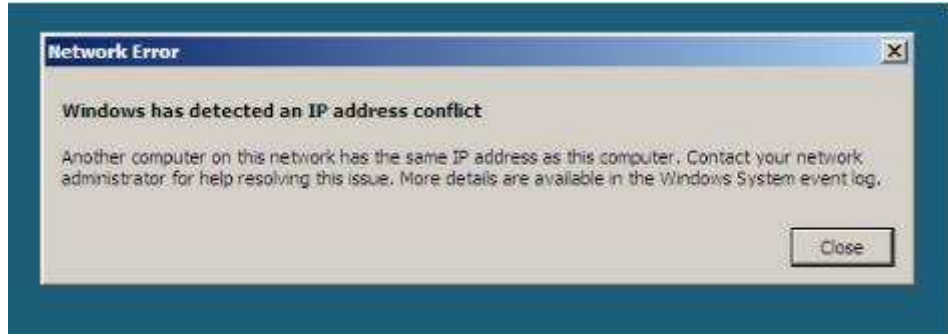 Network Error
Windows has detected an IP address conflict
Another computer on this network has the same IP address as this computer. Contact your network
administrator for help resolving this issue. More details are available in the Windows System event log.
Close